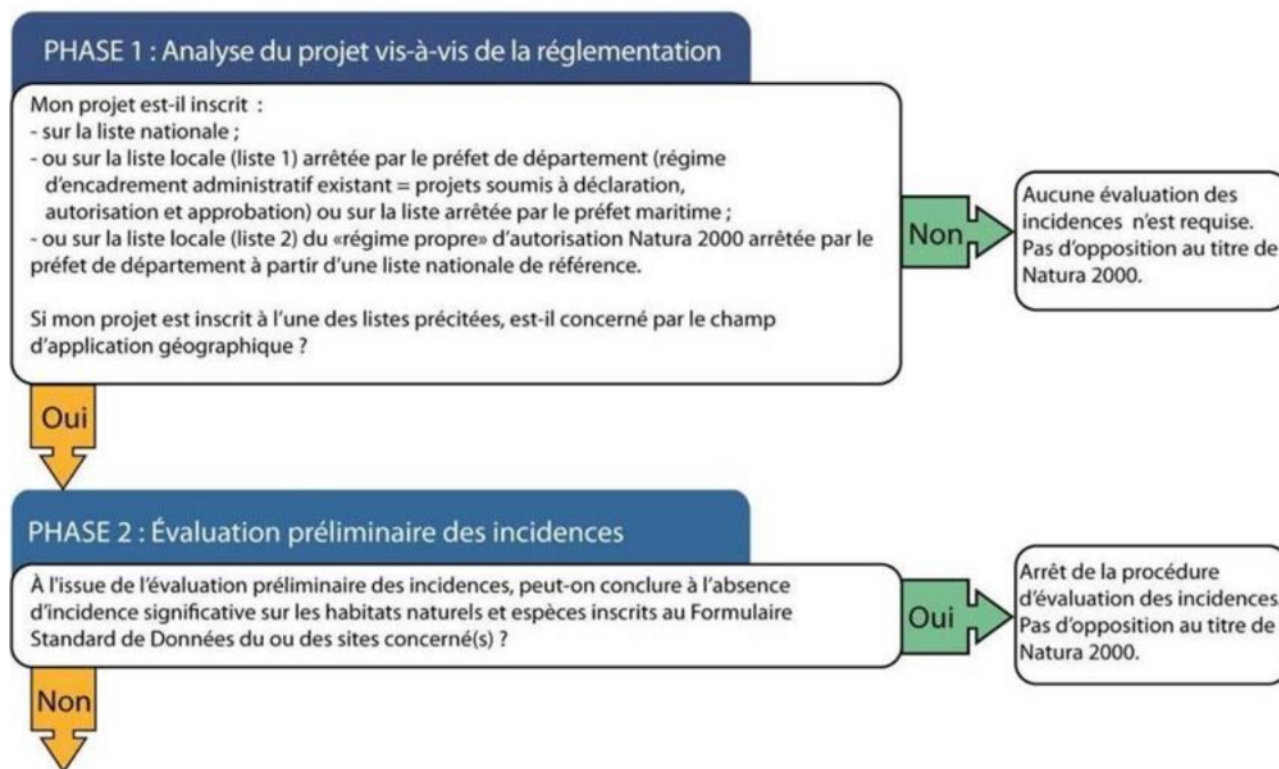 PHASE 1 : Analyse du projet vis-à-vis de la réglementation
Mon projet est-il inscrit :
- sur la liste nationale ;
- ou sur la liste locale (liste 1) arrêtée par le préfet de département (régime
d'encadrement administratif existant = projets soumis à déclaration,
autorisation et approbation) ou sur la liste arrêtée par le préfet maritime ;
- ou sur la liste locale (liste 2) du «régime propre» d'autorisation Natura 2000 arrêtée par le
préfet de département à partir d'une liste nationale de référence.
Si mon projet est inscrit à l'une des listes précitées, est-il concerné par le champ
d'application géographique ?
Non
Aucune évaluation des
incidences n'est requise.
Pas d'opposition au titre de
Natura 2000.
Oui
PHASE 2 : Évaluation préliminaire des incidences
À l'issue de l'évaluation préliminaire des incidences, peut-on conclure à l'absence
d'incidence significative sur les habitats naturels et espèces inscrits au Formulaire
Standard de Données du ou des sites concerné(s) ?
Oui
Arrêt de la procédure
d'évaluation des incidences.
Pas d'opposition au titre de
Natura 2000.
Non